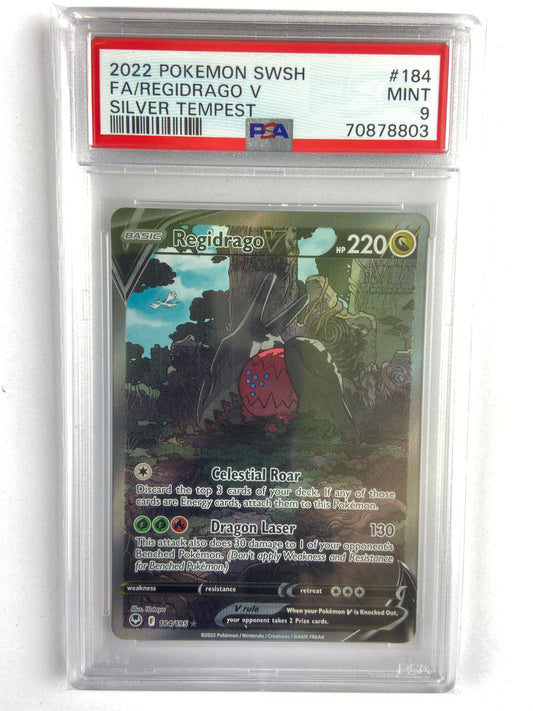 2022 POKEMON SWSH #184
FA/REGIDRAGO V MINT
SILVER TEMPEST 9
PSA 70878803
BASIC Regidrago V HP 220
Celestial Roar
Discard the top 3 cards of your deck. If any of those
cards are Energy cards, attach them to this Pokémon.
Dragon Laser 130
This attack also does 30 damage to 1 of your opponent's
Benched Pokémon. (Don't apply Weakness and Resistance
for Benched Pokémon.)
weakness resistance retreat
V rule When your Pokémon V is Knocked Out,
your opponent takes 2 Prize cards.
F 184/195
©2022 Pokémon / Nintendo / Creatures / GAME FREAK
PSA